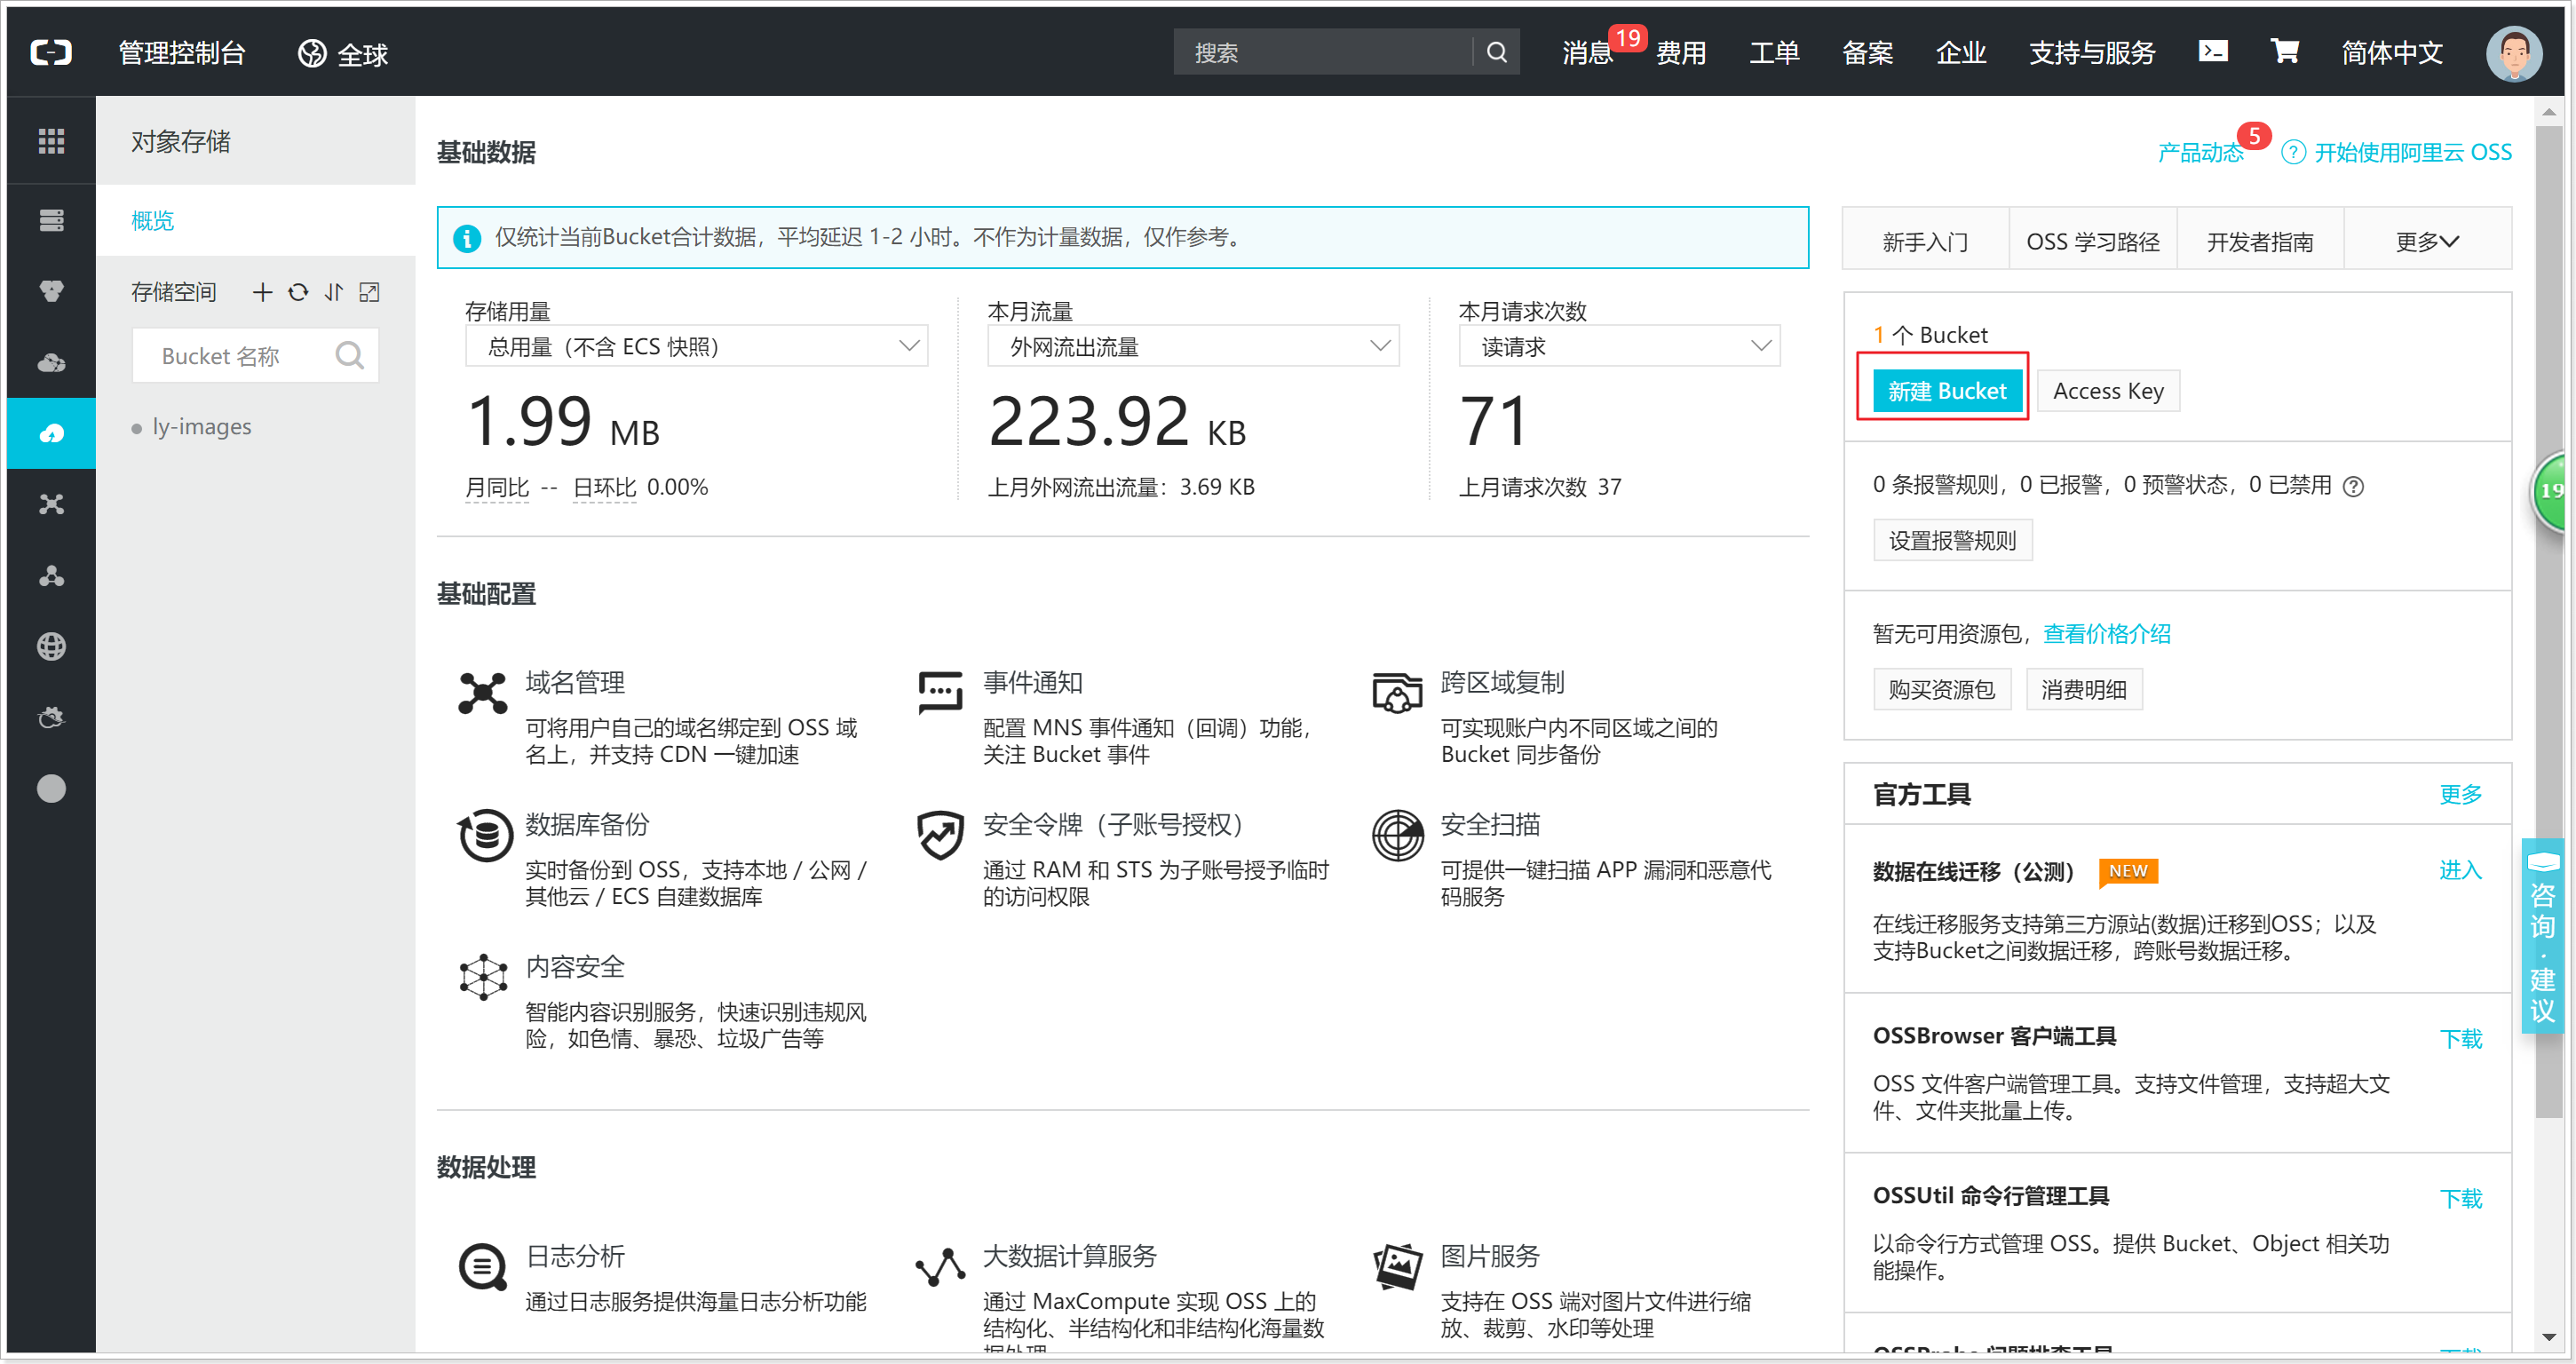 管理控制台
全球
搜索
消息 19
费用
工单
备案
企业
支持与服务
简体中文
对象存储
概览
存储空间
Bucket 名称
ly-images
基础数据
产品动态 5
开始使用阿里云 OSS
仅统计当前Bucket合计数据，平均延迟 1-2 小时。不作为计量数据，仅作参考。
新手入门
OSS 学习路径
开发者指南
更多
存储用量
总用量（不含 ECS 快照）
1.99 MB
月同比 -- 日环比 0.00%
本月流量
外网流出流量
223.92 KB
上月外网流出流量：3.69 KB
本月请求次数
读请求
71
上月请求次数 37
1 个 Bucket
新建 Bucket
Access Key
0 条报警规则，0 已报警，0 预警状态，0 已禁用
设置报警规则
暂无可用资源包，查看价格介绍
购买资源包
消费明细
19
基础配置
域名管理
可将用户自己的域名绑定到 OSS 域
名上，并支持 CDN 一键加速
事件通知
配置 MNS 事件通知（回调）功能，
关注 Bucket 事件
跨区域复制
可实现账户内不同区域之间的
Bucket 同步备份
数据库备份
实时备份到 OSS，支持本地 / 公网 /
其他云 / ECS 自建数据库
安全令牌（子账号授权）
通过 RAM 和 STS 为子账号授予临时
的访问权限
安全扫描
可提供一键扫描 APP 漏洞和恶意代
码服务
内容安全
智能内容识别服务，快速识别违规风
险，如色情、暴恐、垃圾广告等
数据处理
日志分析
通过日志服务提供海量日志分析功能
大数据计算服务
通过 MaxCompute 实现 OSS 上的
结构化、半结构化和非结构化海量数
据处理
图片服务
支持在 OSS 端对图片文件进行缩
放、裁剪、水印等处理
官方工具
更多
数据在线迁移（公测） NEW
进入
在线迁移服务支持第三方源站(数据)迁移到OSS；以及
支持Bucket之间数据迁移，跨账号数据迁移。
OSSBrowser 客户端工具
下载
OSS 文件客户端管理工具。支持文件管理，支持超大文
件、文件夹批量上传。
OSSUtil 命令行管理工具
下载
以命令行方式管理 OSS。提供 Bucket、Object 相关功
能操作。
OSSProbe 问题排查工具
下载
咨询·建议